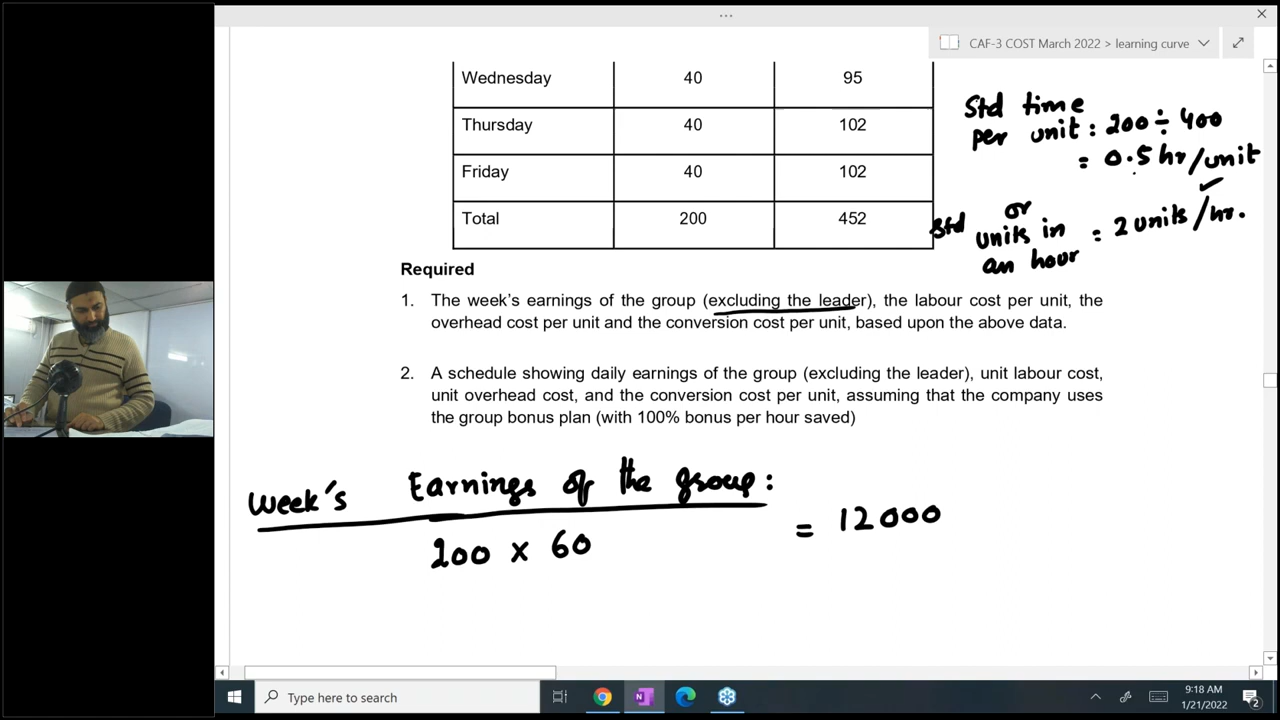 CAF-3 COST March 2022 > learning curve
Wednesday 40 95
Thursday 40 102
Friday 40 102
Total 200 452
Std time
per unit : 200 ÷ 400
= 0.5 hr/unit
or
Std units in = 2 units/hr.
an hour
Required
1. The week's earnings of the group (excluding the leader), the labour cost per unit, the
overhead cost per unit and the conversion cost per unit, based upon the above data.
2. A schedule showing daily earnings of the group (excluding the leader), unit labour cost,
unit overhead cost, and the conversion cost per unit, assuming that the company uses
the group bonus plan (with 100% bonus per hour saved)
Week's Earnings of the group :
200 x 60 = 12000
Type here to search
9:18 AM
1/21/2022
2